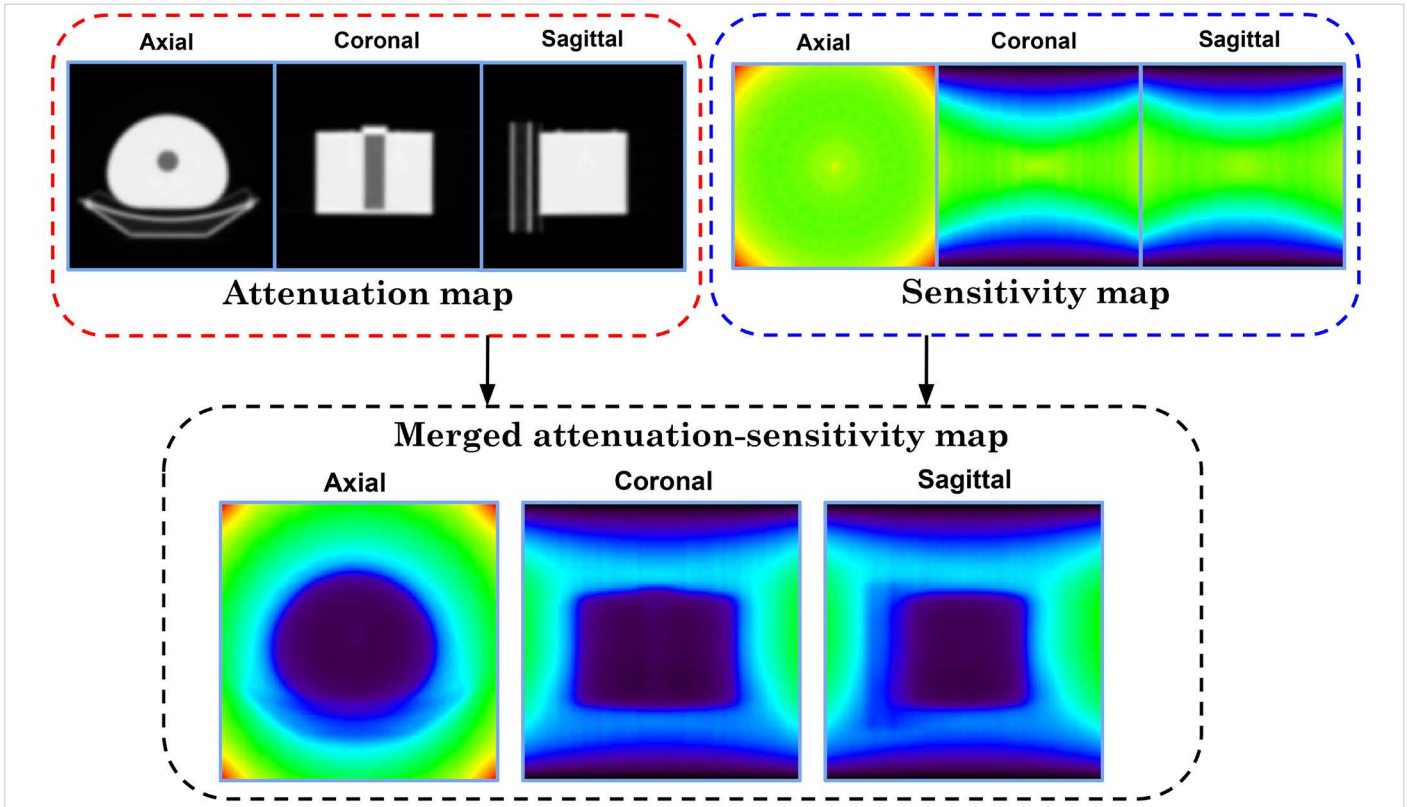 Axial
Coronal
Sagittal
Attenuation map
Axial
Coronal
Sagittal
Sensitivity map
Merged attenuation-sensitivity map
Axial
Coronal
Sagittal